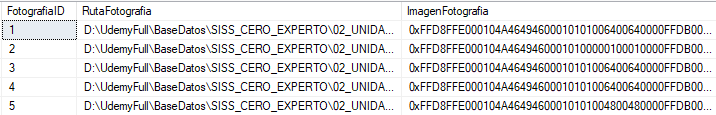 FotografiaID RutaFotografia ImagenFotografia
1 D:\UdemyFull\BaseDatos\SISS_CERO_EXPERTO\02_UNIDA... 0xFFD8FFE000104A46494600010101006400640000FFDB00...
2 D:\UdemyFull\BaseDatos\SISS_CERO_EXPERTO\02_UNIDA... 0xFFD8FFE000104A46494600010100000100010000FFDB00...
3 D:\UdemyFull\BaseDatos\SISS_CERO_EXPERTO\02_UNIDA... 0xFFD8FFE000104A46494600010101006400640000FFDB00...
4 D:\UdemyFull\BaseDatos\SISS_CERO_EXPERTO\02_UNIDA... 0xFFD8FFE000104A46494600010101006400640000FFDB00...
5 D:\UdemyFull\BaseDatos\SISS_CERO_EXPERTO\02_UNIDA... 0xFFD8FFE000104A46494600010101004800480000FFDB00...